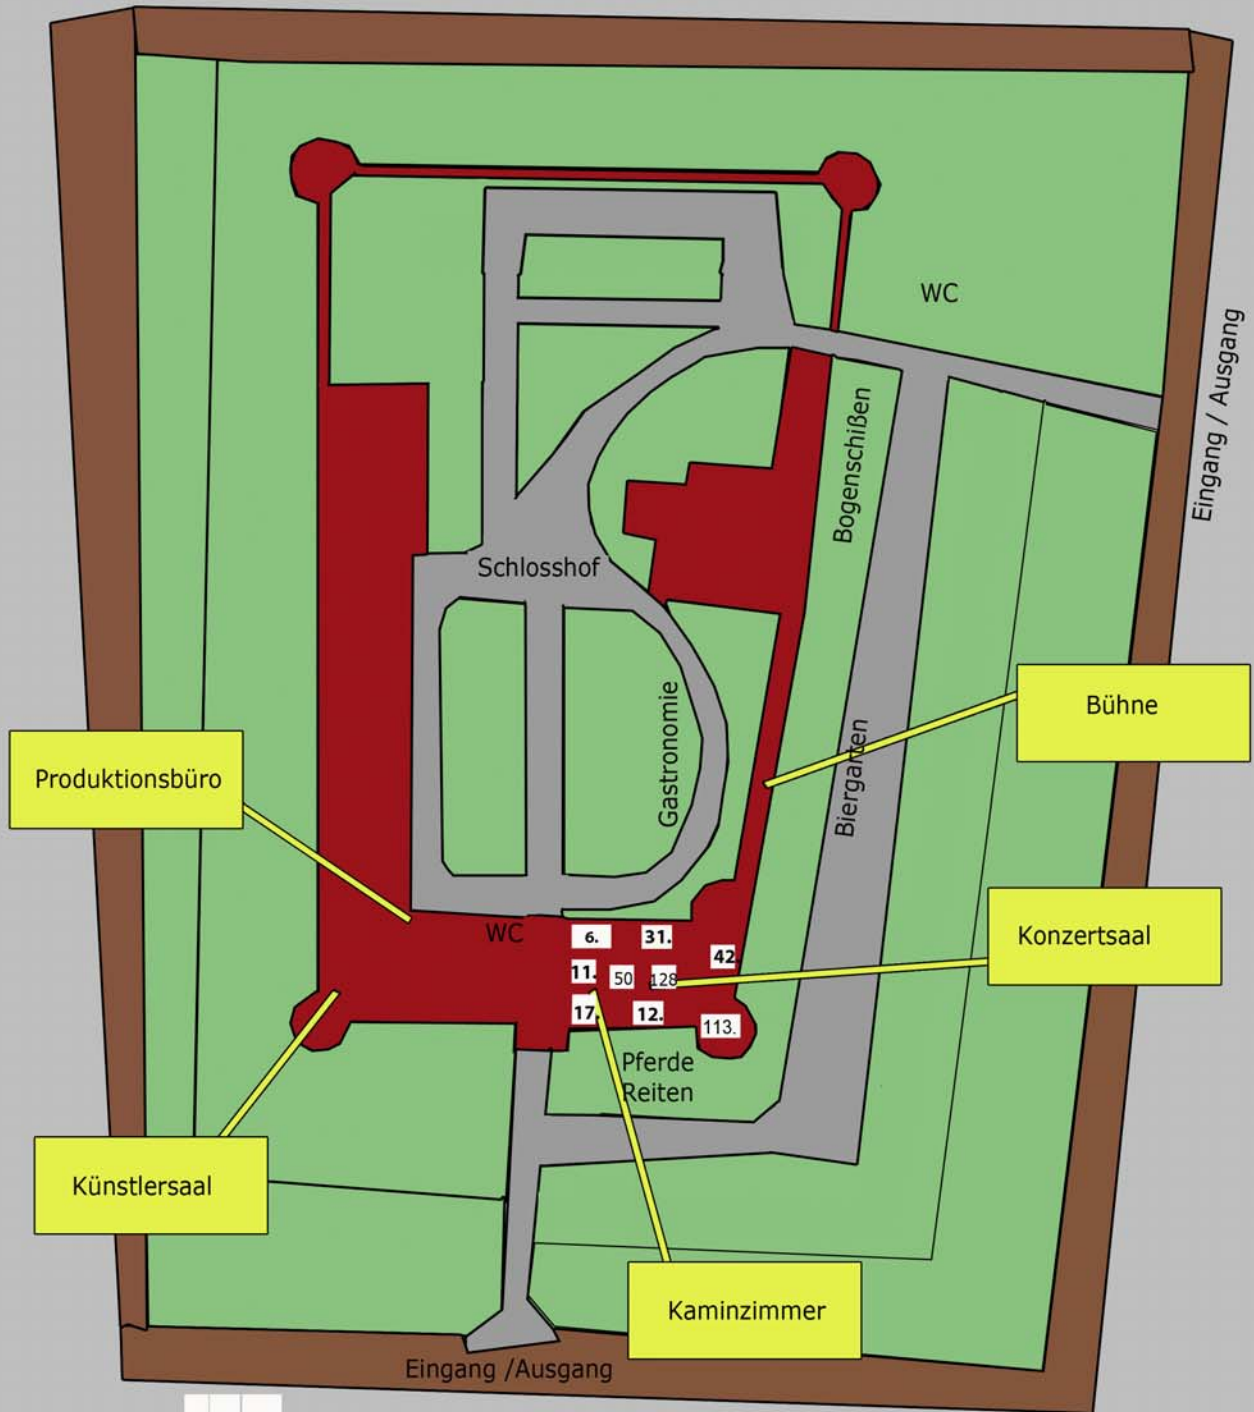 WC
Eingang / Ausgang
Bogenschißen
Schlosshof
Bühne
Gastronomie
Biergarten
Produktionsbüro
Konzertsaal
WC
6.
31.
42.
11.
50
128
17.
12.
113.
Pferde
Reiten
Künstlersaal
Kaminzimmer
Eingang /Ausgang